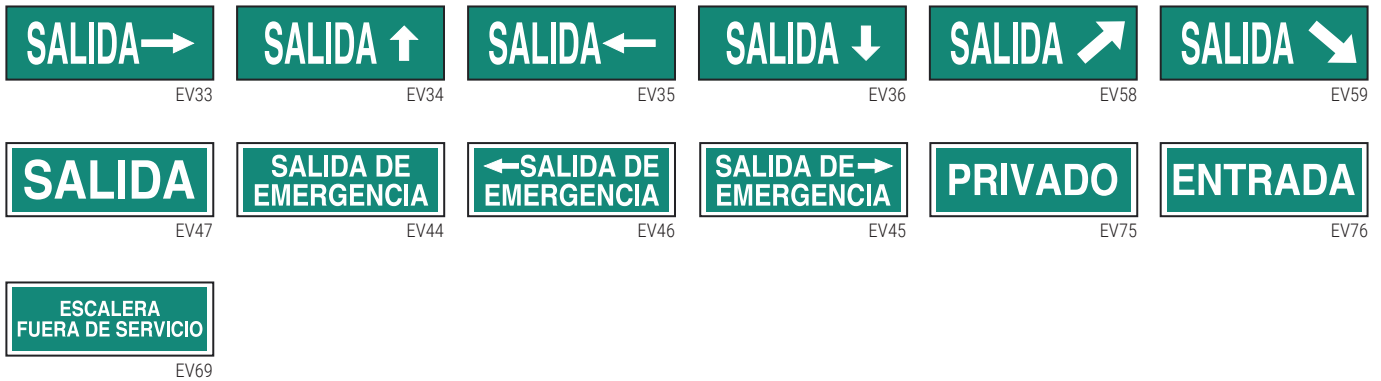 SALIDA
EV33
SALIDA
EV34
SALIDA
EV35
SALIDA
EV36
SALIDA
EV58
SALIDA
EV59
SALIDA
EV47
SALIDA DE
EMERGENCIA
EV44
SALIDA DE
EMERGENCIA
EV46
SALIDA DE
EMERGENCIA
EV45
PRIVADO
EV75
ENTRADA
EV76
ESCALERA
FUERA DE SERVICIO
EV69